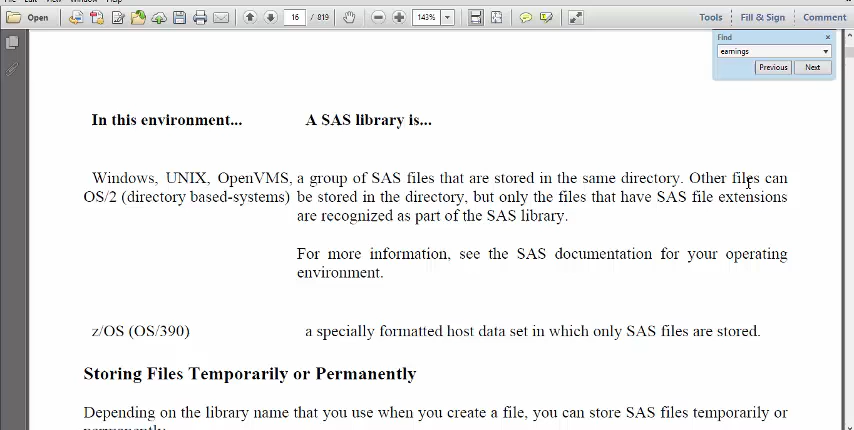 Open
16 / 819
143%
Tools Fill & Sign Comment
Find
earnings
Previous Next
In this environment... A SAS library is...
Windows, UNIX, OpenVMS, a group of SAS files that are stored in the same directory. Other files can
OS/2 (directory based-systems) be stored in the directory, but only the files that have SAS file extensions
are recognized as part of the SAS library.
For more information, see the SAS documentation for your operating
environment.
z/OS (OS/390) a specially formatted host data set in which only SAS files are stored.
Storing Files Temporarily or Permanently
Depending on the library name that you use when you create a file, you can store SAS files temporarily or